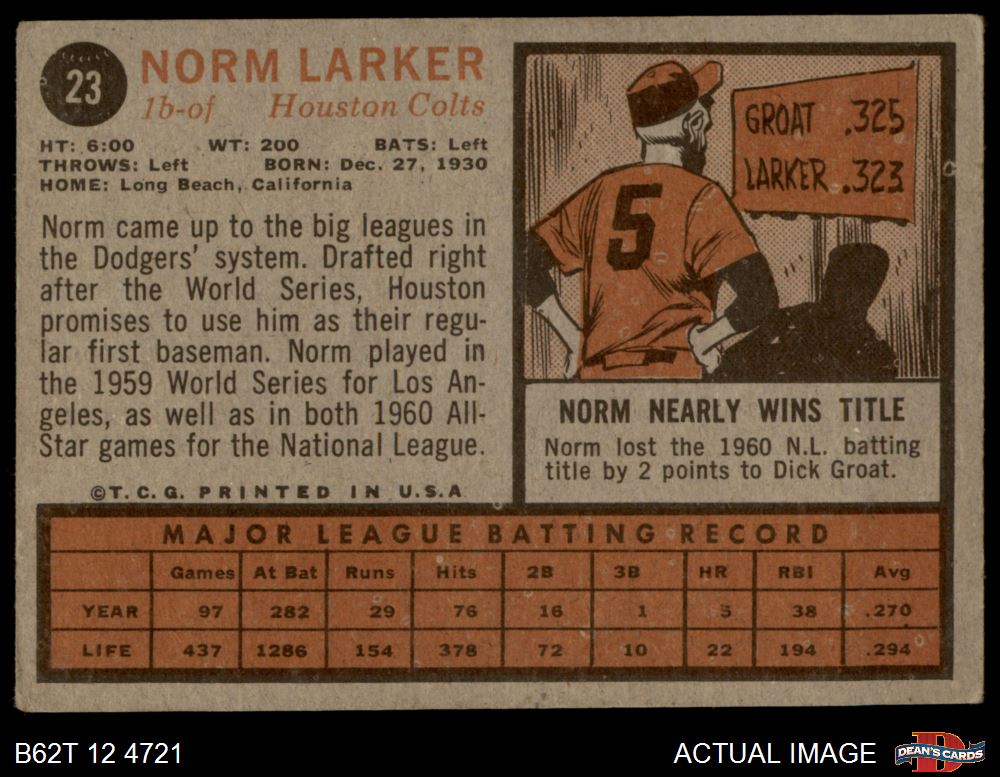 23
NORM LARKER
1b-of Houston Colts
HT: 6:00 WT: 200 BATS: Left
THROWS: Left BORN: Dec. 27, 1930
HOME: Long Beach, California
Norm came up to the big leagues in
the Dodgers' system. Drafted right
after the World Series, Houston
promises to use him as their regu-
lar first baseman. Norm played in
the 1959 World Series for Los An-
geles, as well as in both 1960 All-
Star games for the National League.
©T.C.G. PRINTED IN U.S.A
GROAT .325
LARKER .323
5
NORM NEARLY WINS TITLE
Norm lost the 1960 N.L. batting
title by 2 points to Dick Groat.
MAJOR LEAGUE BATTING RECORD
Games At Bat Runs Hits 2B 3B HR RBI Avg
YEAR 97 282 29 76 16 1 5 38 .270
LIFE 437 1286 154 378 72 10 22 194 .294
B62T 12 4721
ACTUAL IMAGE
D
DEAN'S CARDS